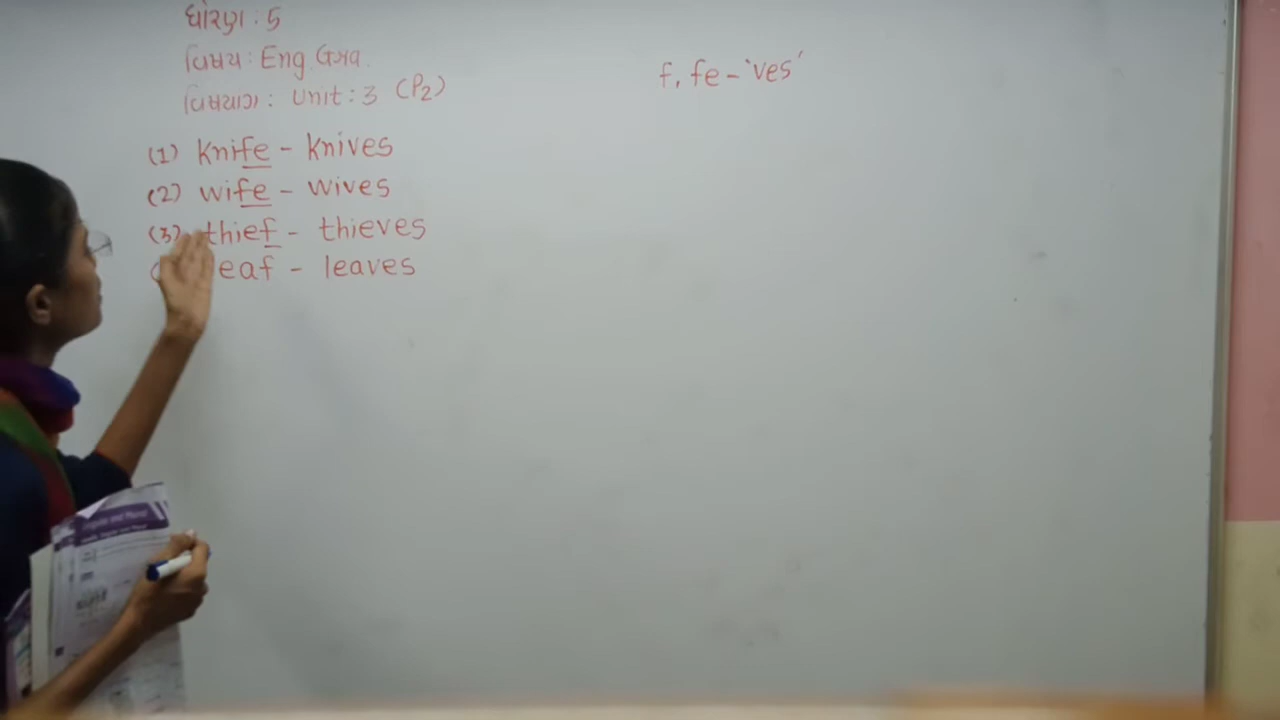 ધોરણ : 5
વિષય : Eng. Gra.
વિષયાંગ : Unit : 3 (P2)
f, fe - 'ves'
(1) knife - knives
(2) wife - wives
(3) thief - thieves
eaf - leaves